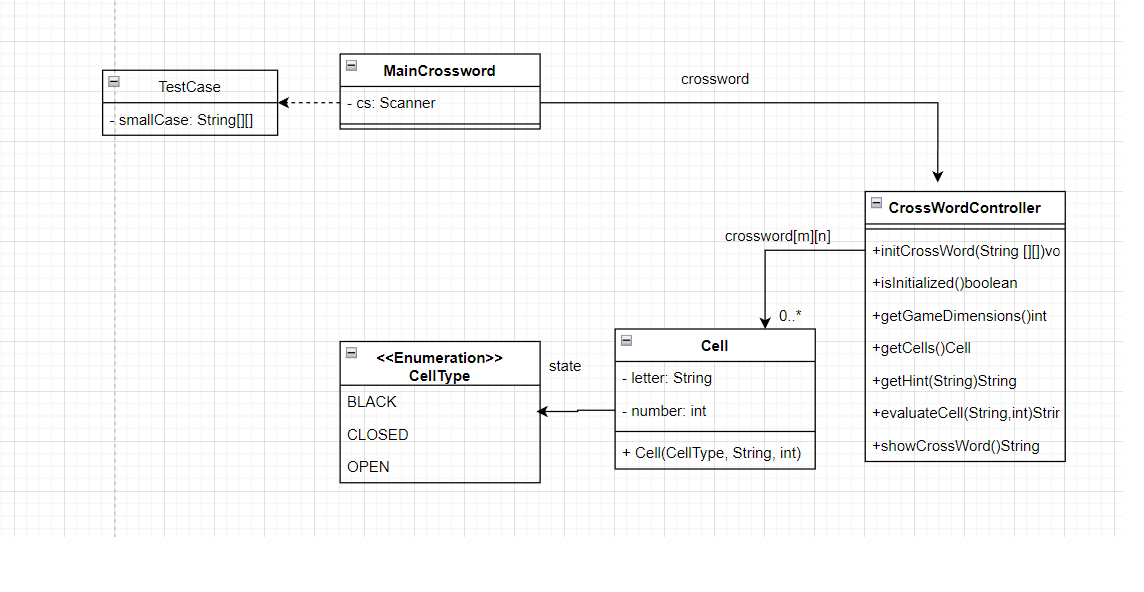 TestCase
- smallCase: String[][]
MainCrossword
- cs: Scanner
crossword
CrossWordController
+initCrossWord(String [][])vo
+isInitialized()boolean
+getGameDimensions()int
+getCells()Cell
+getHint(String)String
+evaluateCell(String,int)Strir
+showCrossWord()String
crossword[m][n]
0..*
Cell
- letter: String
- number: int
+ Cell(CellType, String, int)
state
<<Enumeration>>
CellType
BLACK
CLOSED
OPEN